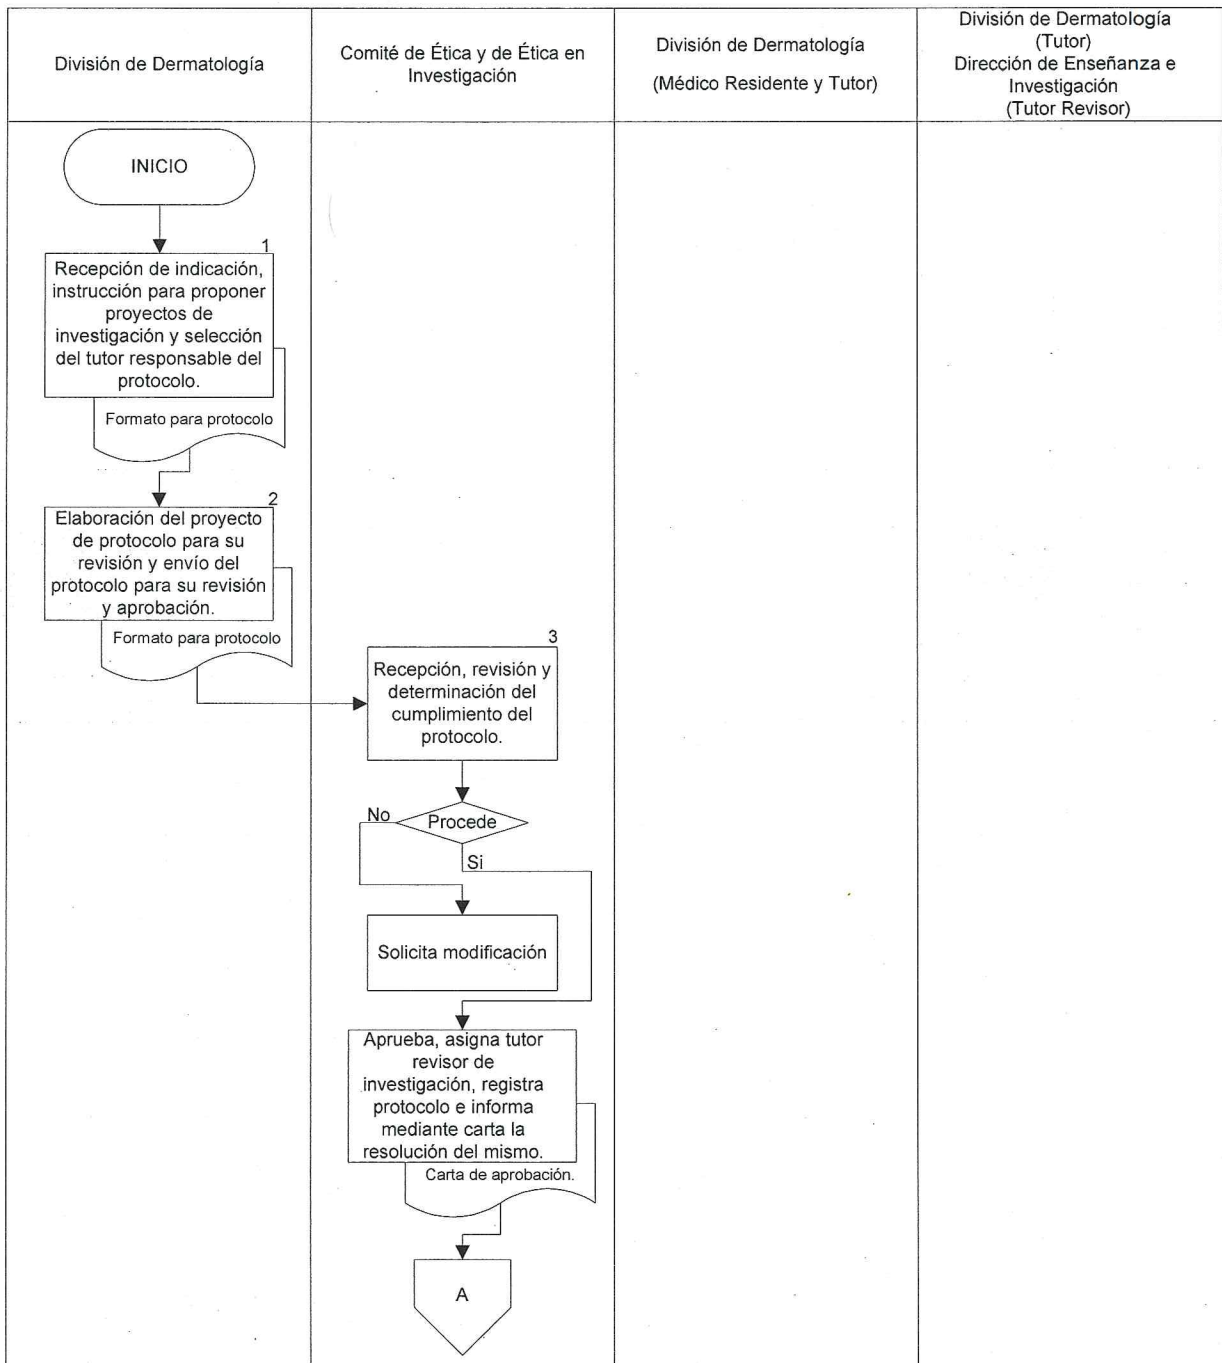 División de Dermatología
Comité de Ética y de Ética en
Investigación
División de Dermatología
(Médico Residente y Tutor)
División de Dermatología
(Tutor)
Dirección de Enseñanza e
Investigación
(Tutor Revisor)
INICIO
1
Recepción de indicación,
instrucción para proponer
proyectos de
investigación y selección
del tutor responsable del
protocolo.
Formato para protocolo
2
Elaboración del proyecto
de protocolo para su
revisión y envío del
protocolo para su revisión
y aprobación.
Formato para protocolo
3
Recepción, revisión y
determinación del
cumplimiento del
protocolo.
No
Procede
Si
Solicita modificación
Aprueba, asigna tutor
revisor de
investigación, registra
protocolo e informa
mediante carta la
resolución del mismo.
Carta de aprobación.
A